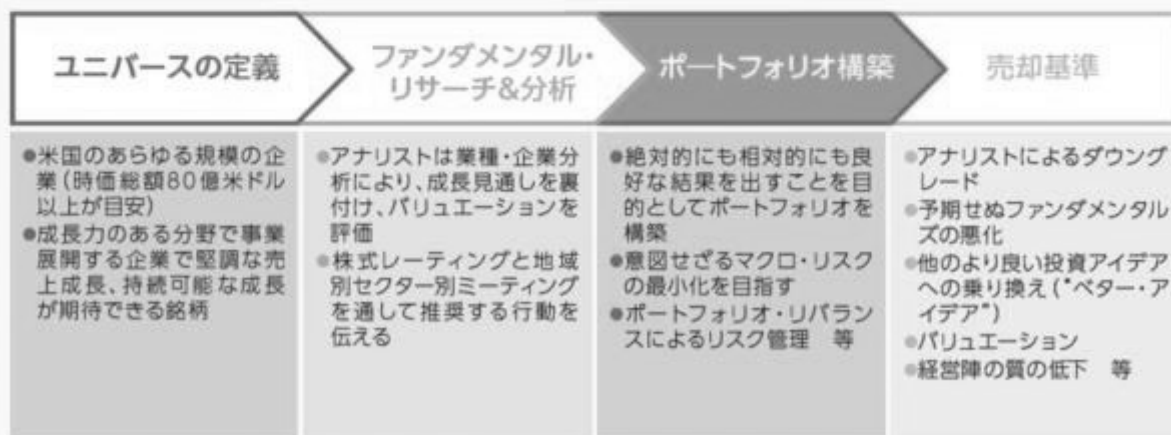 ユニバースの定義
ファンダメンタル・
リサーチ&分析
ポートフォリオ構築
売却基準
●米国のあらゆる規模の企
業(時価総額80億米ドル
以上が目安)
●成長力のある分野で事業
展開する企業で堅調な売
上成長、持続可能な成長
が期待できる銘柄
●アナリストは業種・企業分
析により、成長見通しを裏
付け、バリュエーションを
評価
●株式レーティングと地域
別セクター別ミーティング
を通して推奨する行動を
伝える
●絶対的にも相対的にも良
好な結果を出すことを目
的としてポートフォリオを
構築
●意図せざるマクロ・リスク
の最小化を目指す
●ポートフォリオ・リバラン
スによるリスク管理　等
●アナリストによるダウング
レード
●予期せぬファンダメンタル
ズの悪化
●他のより良い投資アイデア
への乗り換え("ベター・ア
イデア")
●バリュエーション
●経営陣の質の低下　等